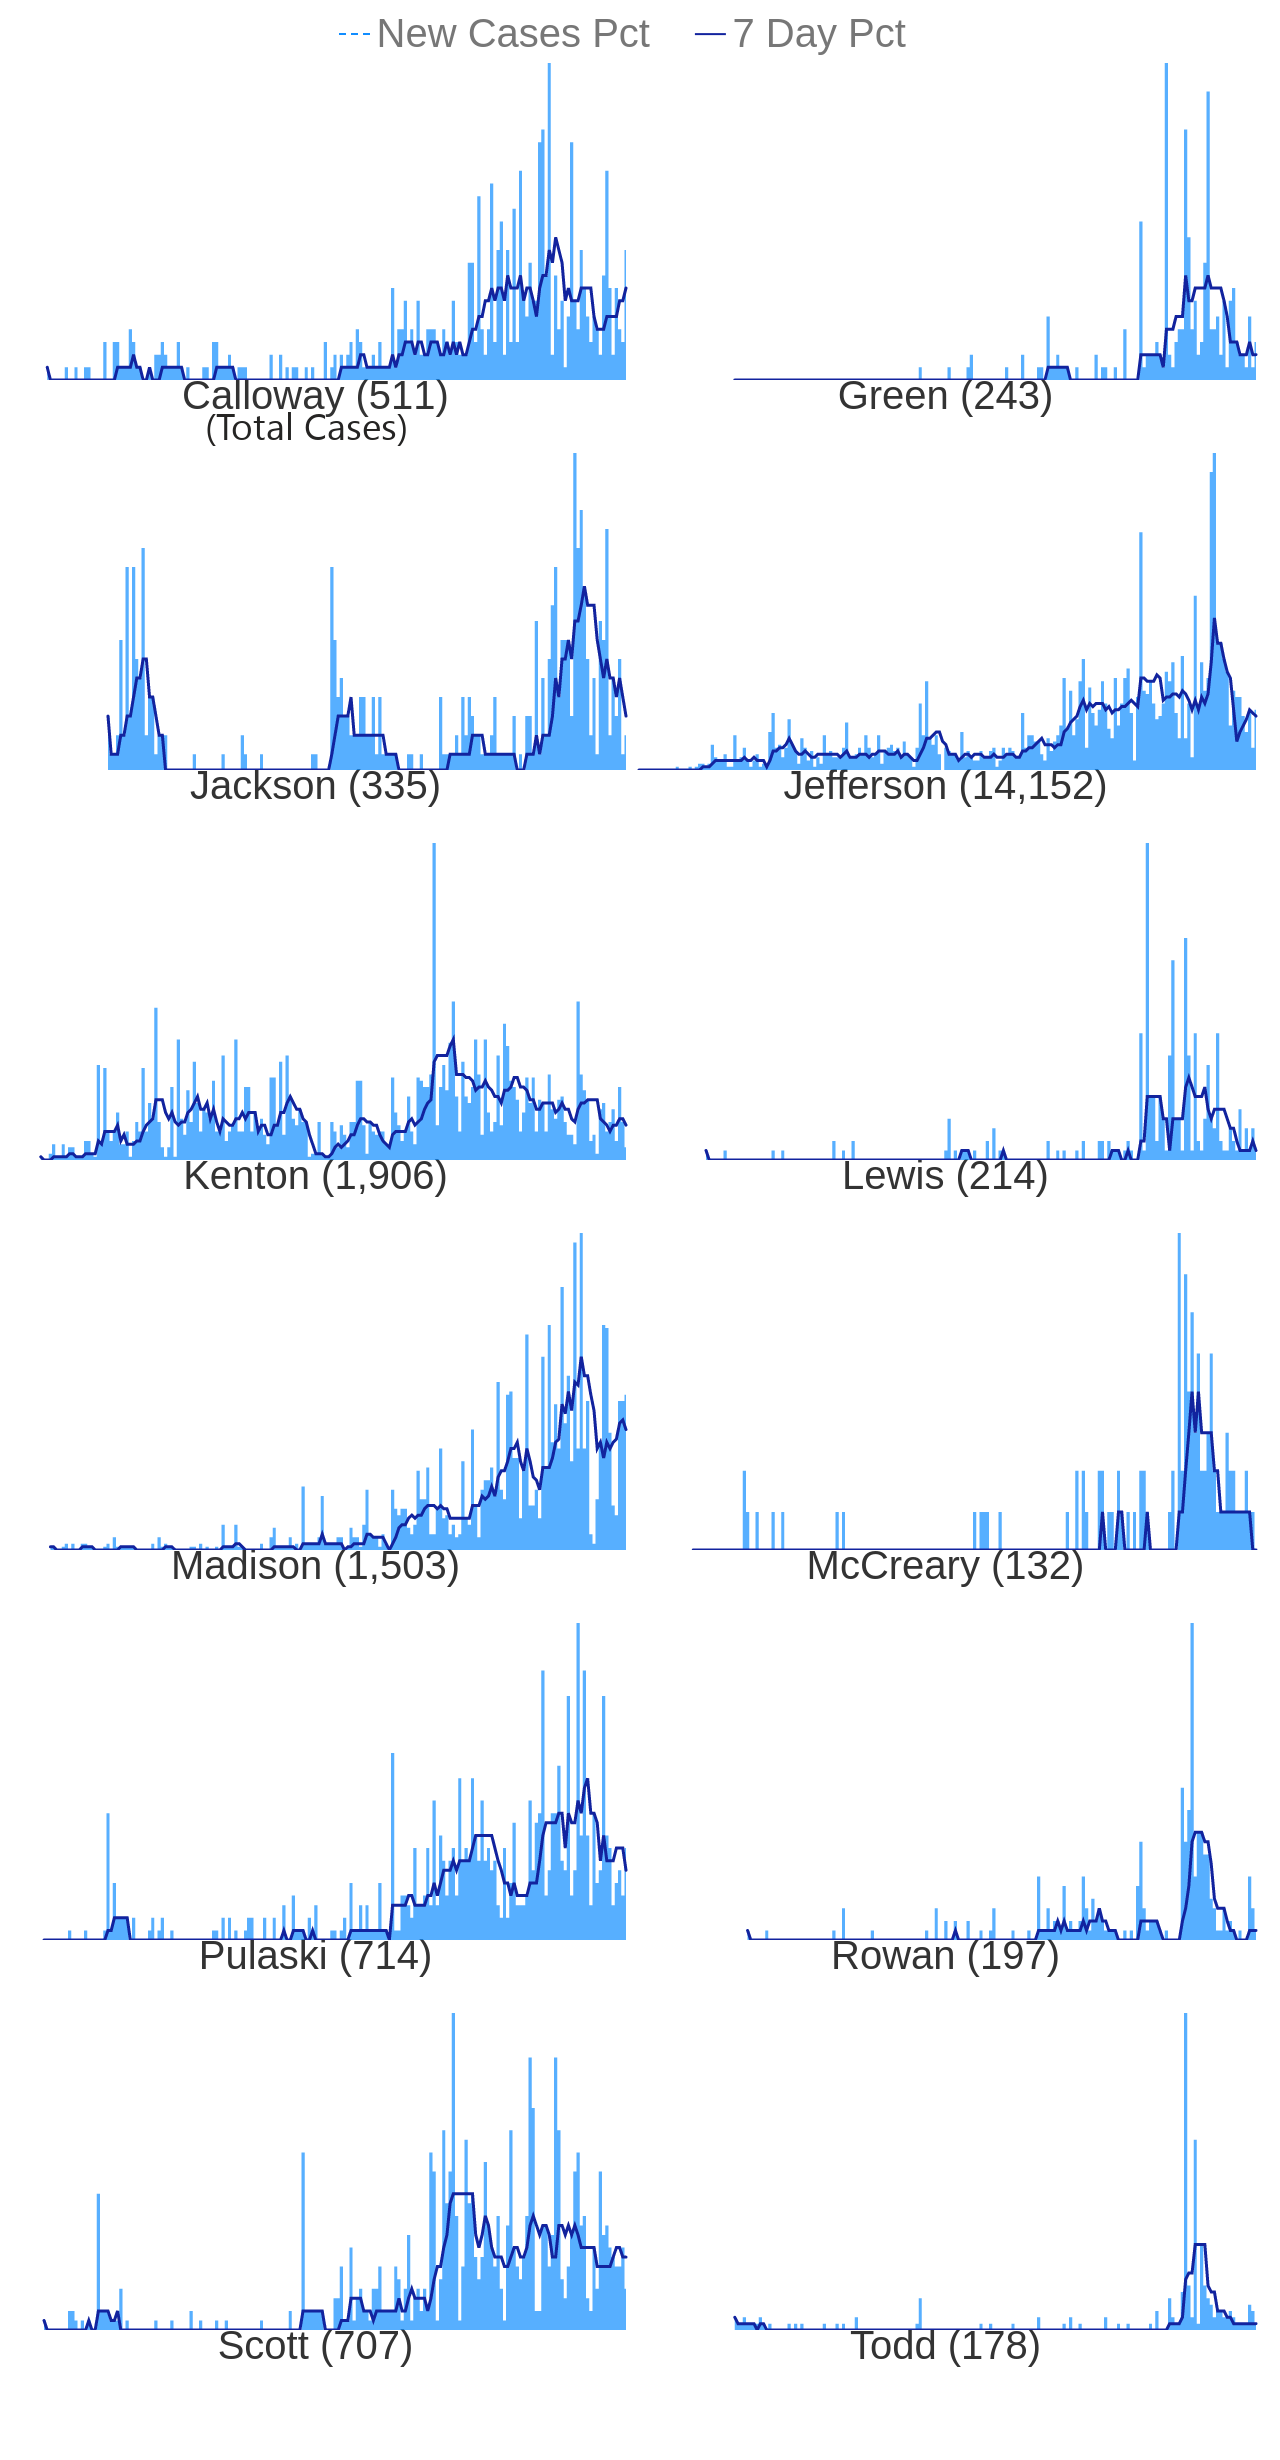 New Cases Pct 7 Day Pct
Calloway (511) Green (243)
(Total Cases)
Jackson (335) Jefferson (14,152)
Kenton (1,906) Lewis (214)
Madison (1,503) McCreary (132)
Pulaski (714) Rowan (197)
Scott (707) Todd (178)